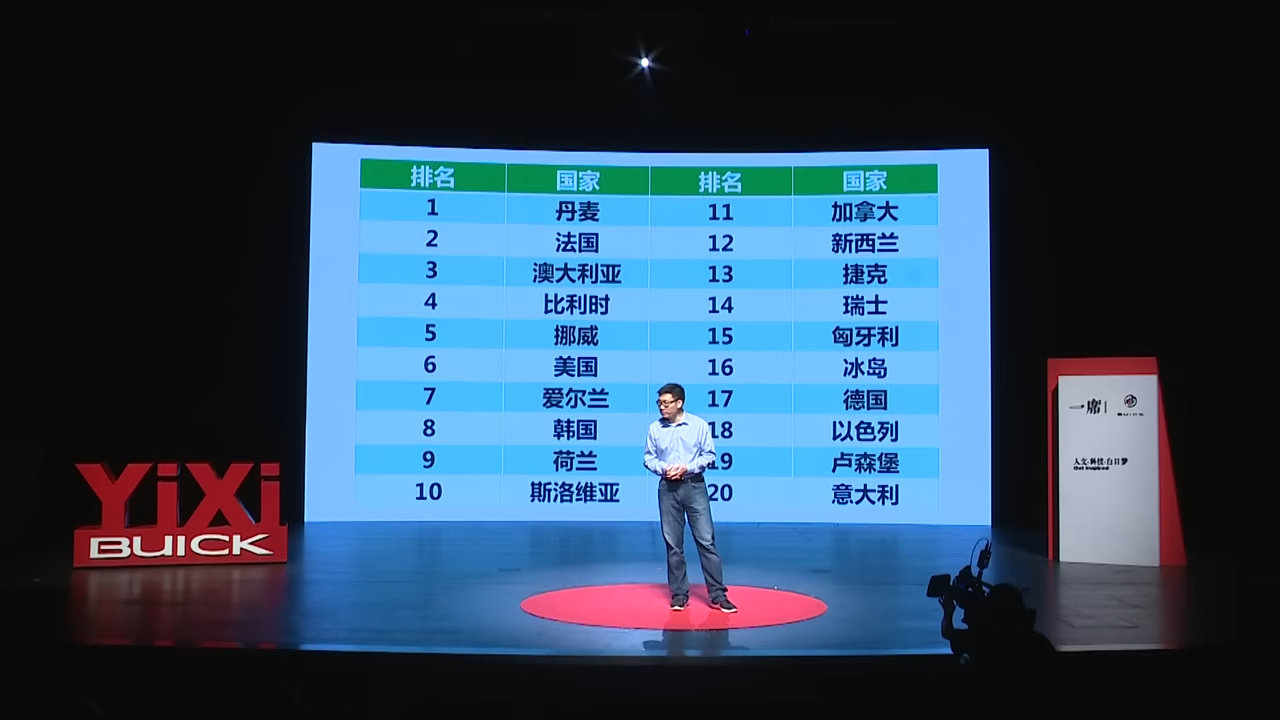 排名 国家 排名 国家
1 丹麦 11 加拿大
2 法国 12 新西兰
3 澳大利亚 13 捷克
4 比利时 14 瑞士
5 挪威 15 匈牙利
6 美国 16 冰岛
7 爱尔兰 17 德国
8 韩国 18 以色列
9 荷兰 19 卢森堡
10 斯洛维亚 20 意大利
YiXi
BUICK
一席
人文·科技·白日梦
Get Inspired